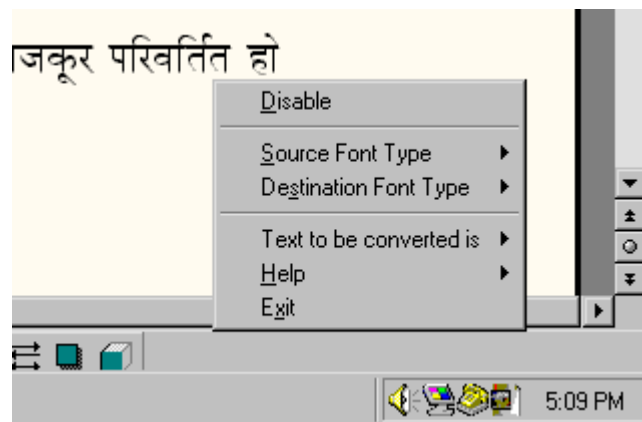 जकूर परिवर्तित हो
Disable
Source Font Type
Destination Font Type
Text to be converted is
Help
Exit
5:09 PM